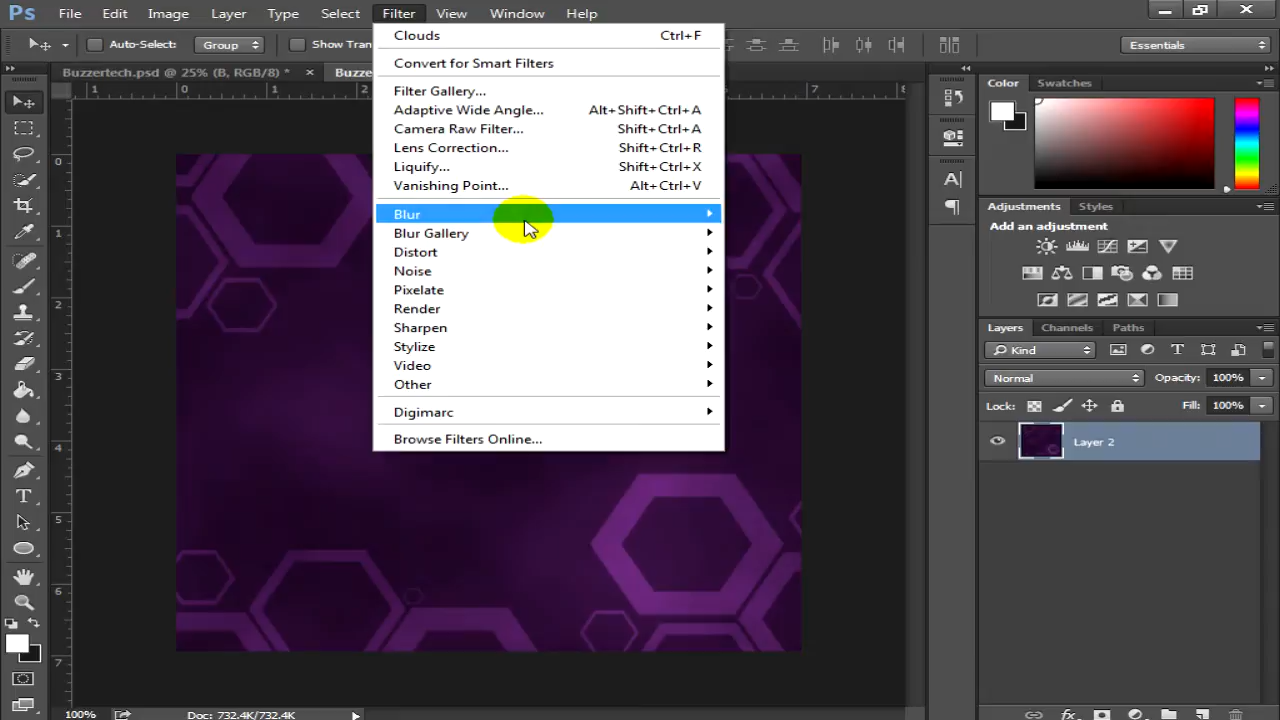 Ps File Edit Image Layer Type Select Filter View Window Help
Auto-Select: Group Show Tran Essentials
Buzzertech.psd @ 25% (B, RGB/8) * × Buzze
Clouds Ctrl+F
Convert for Smart Filters
Filter Gallery...
Adaptive Wide Angle... Alt+Shift+Ctrl+A
Camera Raw Filter... Shift+Ctrl+A
Lens Correction... Shift+Ctrl+R
Liquify... Shift+Ctrl+X
Vanishing Point... Alt+Ctrl+V
Blur
Blur Gallery
Distort
Noise
Pixelate
Render
Sharpen
Stylize
Video
Other
Digimarc
Browse Filters Online...
1 0 1 2 6 7 8
0
1
2
3
4
5
6
7
Color Swatches
Adjustments Styles
Add an adjustment
Layers Channels Paths
Kind
Normal Opacity: 100%
Lock: Fill: 100%
Layer 2
100% Doc: 732.4K/732.4K